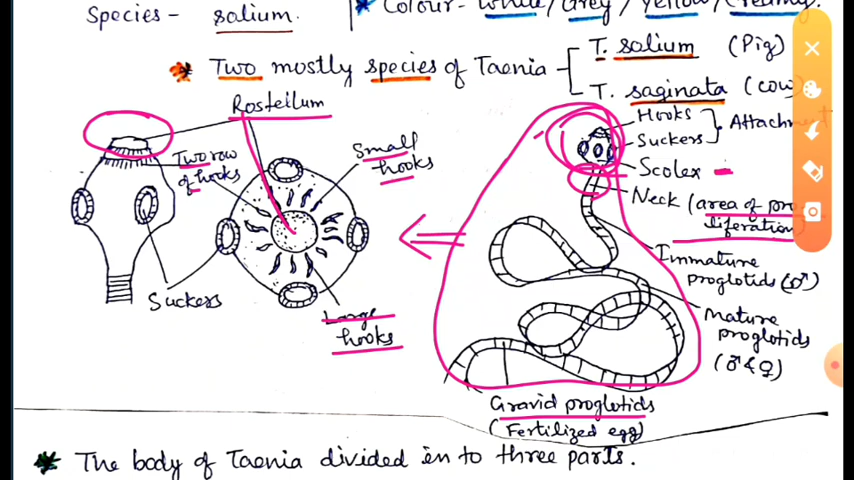 Species - solium.
Colour - White/Grey/Yellow/Creamy.
Two mostly species of Taenia
T. solium (Pig)
T. saginata (cow)
Rostellum
Two row
of hooks
Small
hooks
Suckers
Large
hooks
Hooks
Suckers
Attachment
Scolex
Neck (area of pro
liferation)
Immature
proglotids (♂)
Mature
proglotids
(♂ & ♀)
Gravid proglotids
(Fertilized egg)
The body of Taenia divided in to three parts.